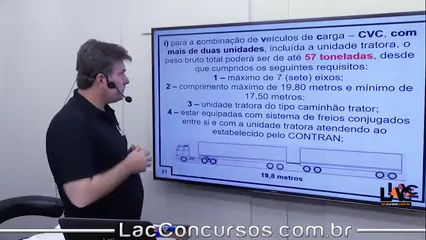 i) para a combinação de veículos de carga – CVC, com
mais de duas unidades, incluída a unidade tratora, o
peso bruto total poderá ser de até 57 toneladas, desde
que cumpridos os seguintes requisitos:
1 – máximo de 7 (sete) eixos;
2 – comprimento máximo de 19,80 metros e mínimo de
17,50 metros;
3 – unidade tratora do tipo caminhão trator;
4 – estar equipadas com sistema de freios conjugados
entre si e com a unidade tratora atendendo ao
estabelecido pelo CONTRAN;
21
19,8 metros
LAC
LacConcursos.com.br